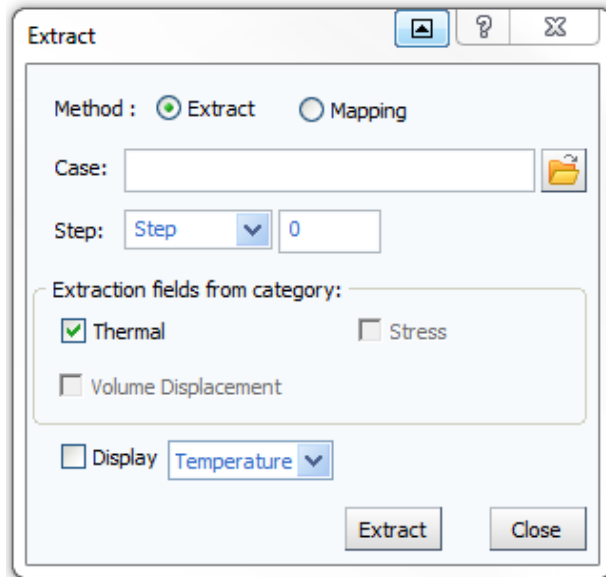 Extract
Method : Extract Mapping
Case:
Step: Step 0
Extraction fields from category:
Thermal Stress
Volume Displacement
Display Temperature
Extract Close